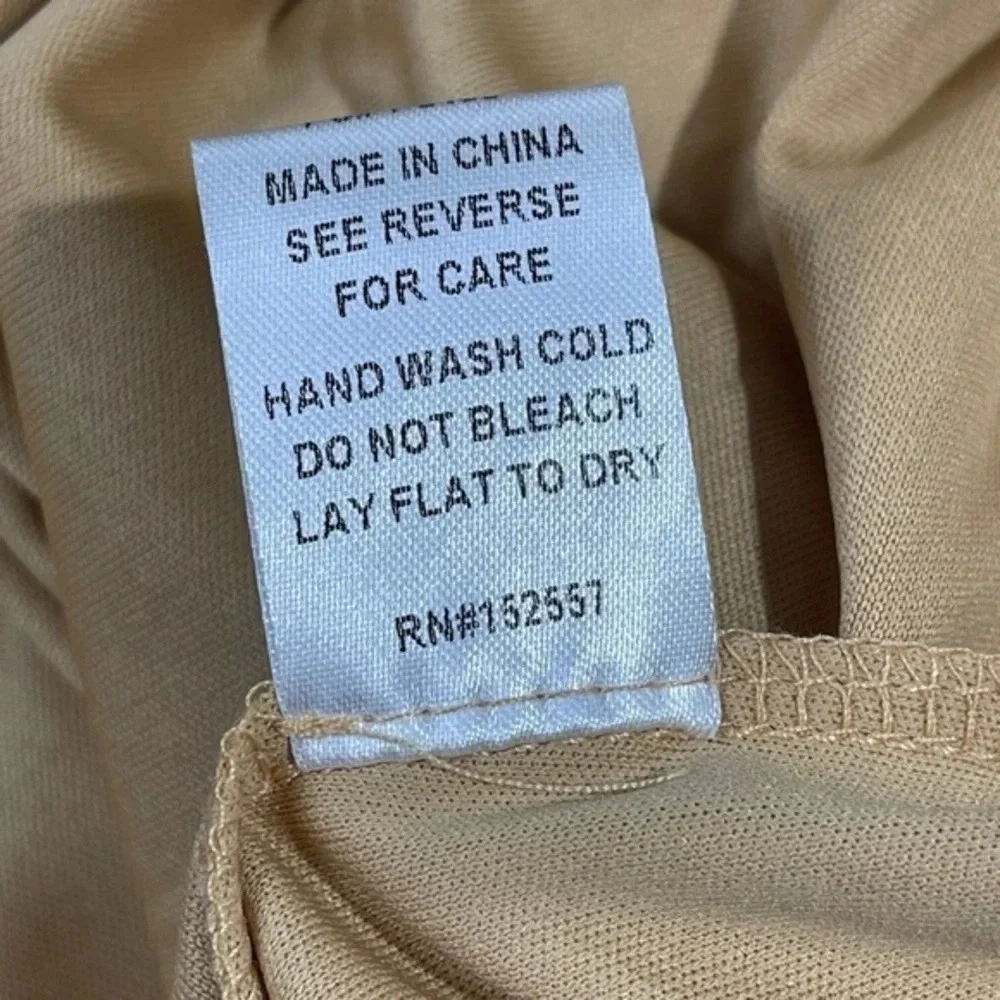 MADE IN CHINA
SEE REVERSE
FOR CARE
HAND WASH COLD
DO NOT BLEACH
LAY FLAT TO DRY
RN#152557